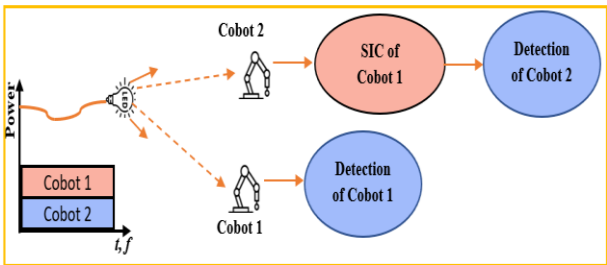 Cobot 2
SIC of
Cobot 1
Detection
of Cobot 2
LED
Power
Cobot 1
Cobot 2
t,f
Cobot 1
Detection
of Cobot 1